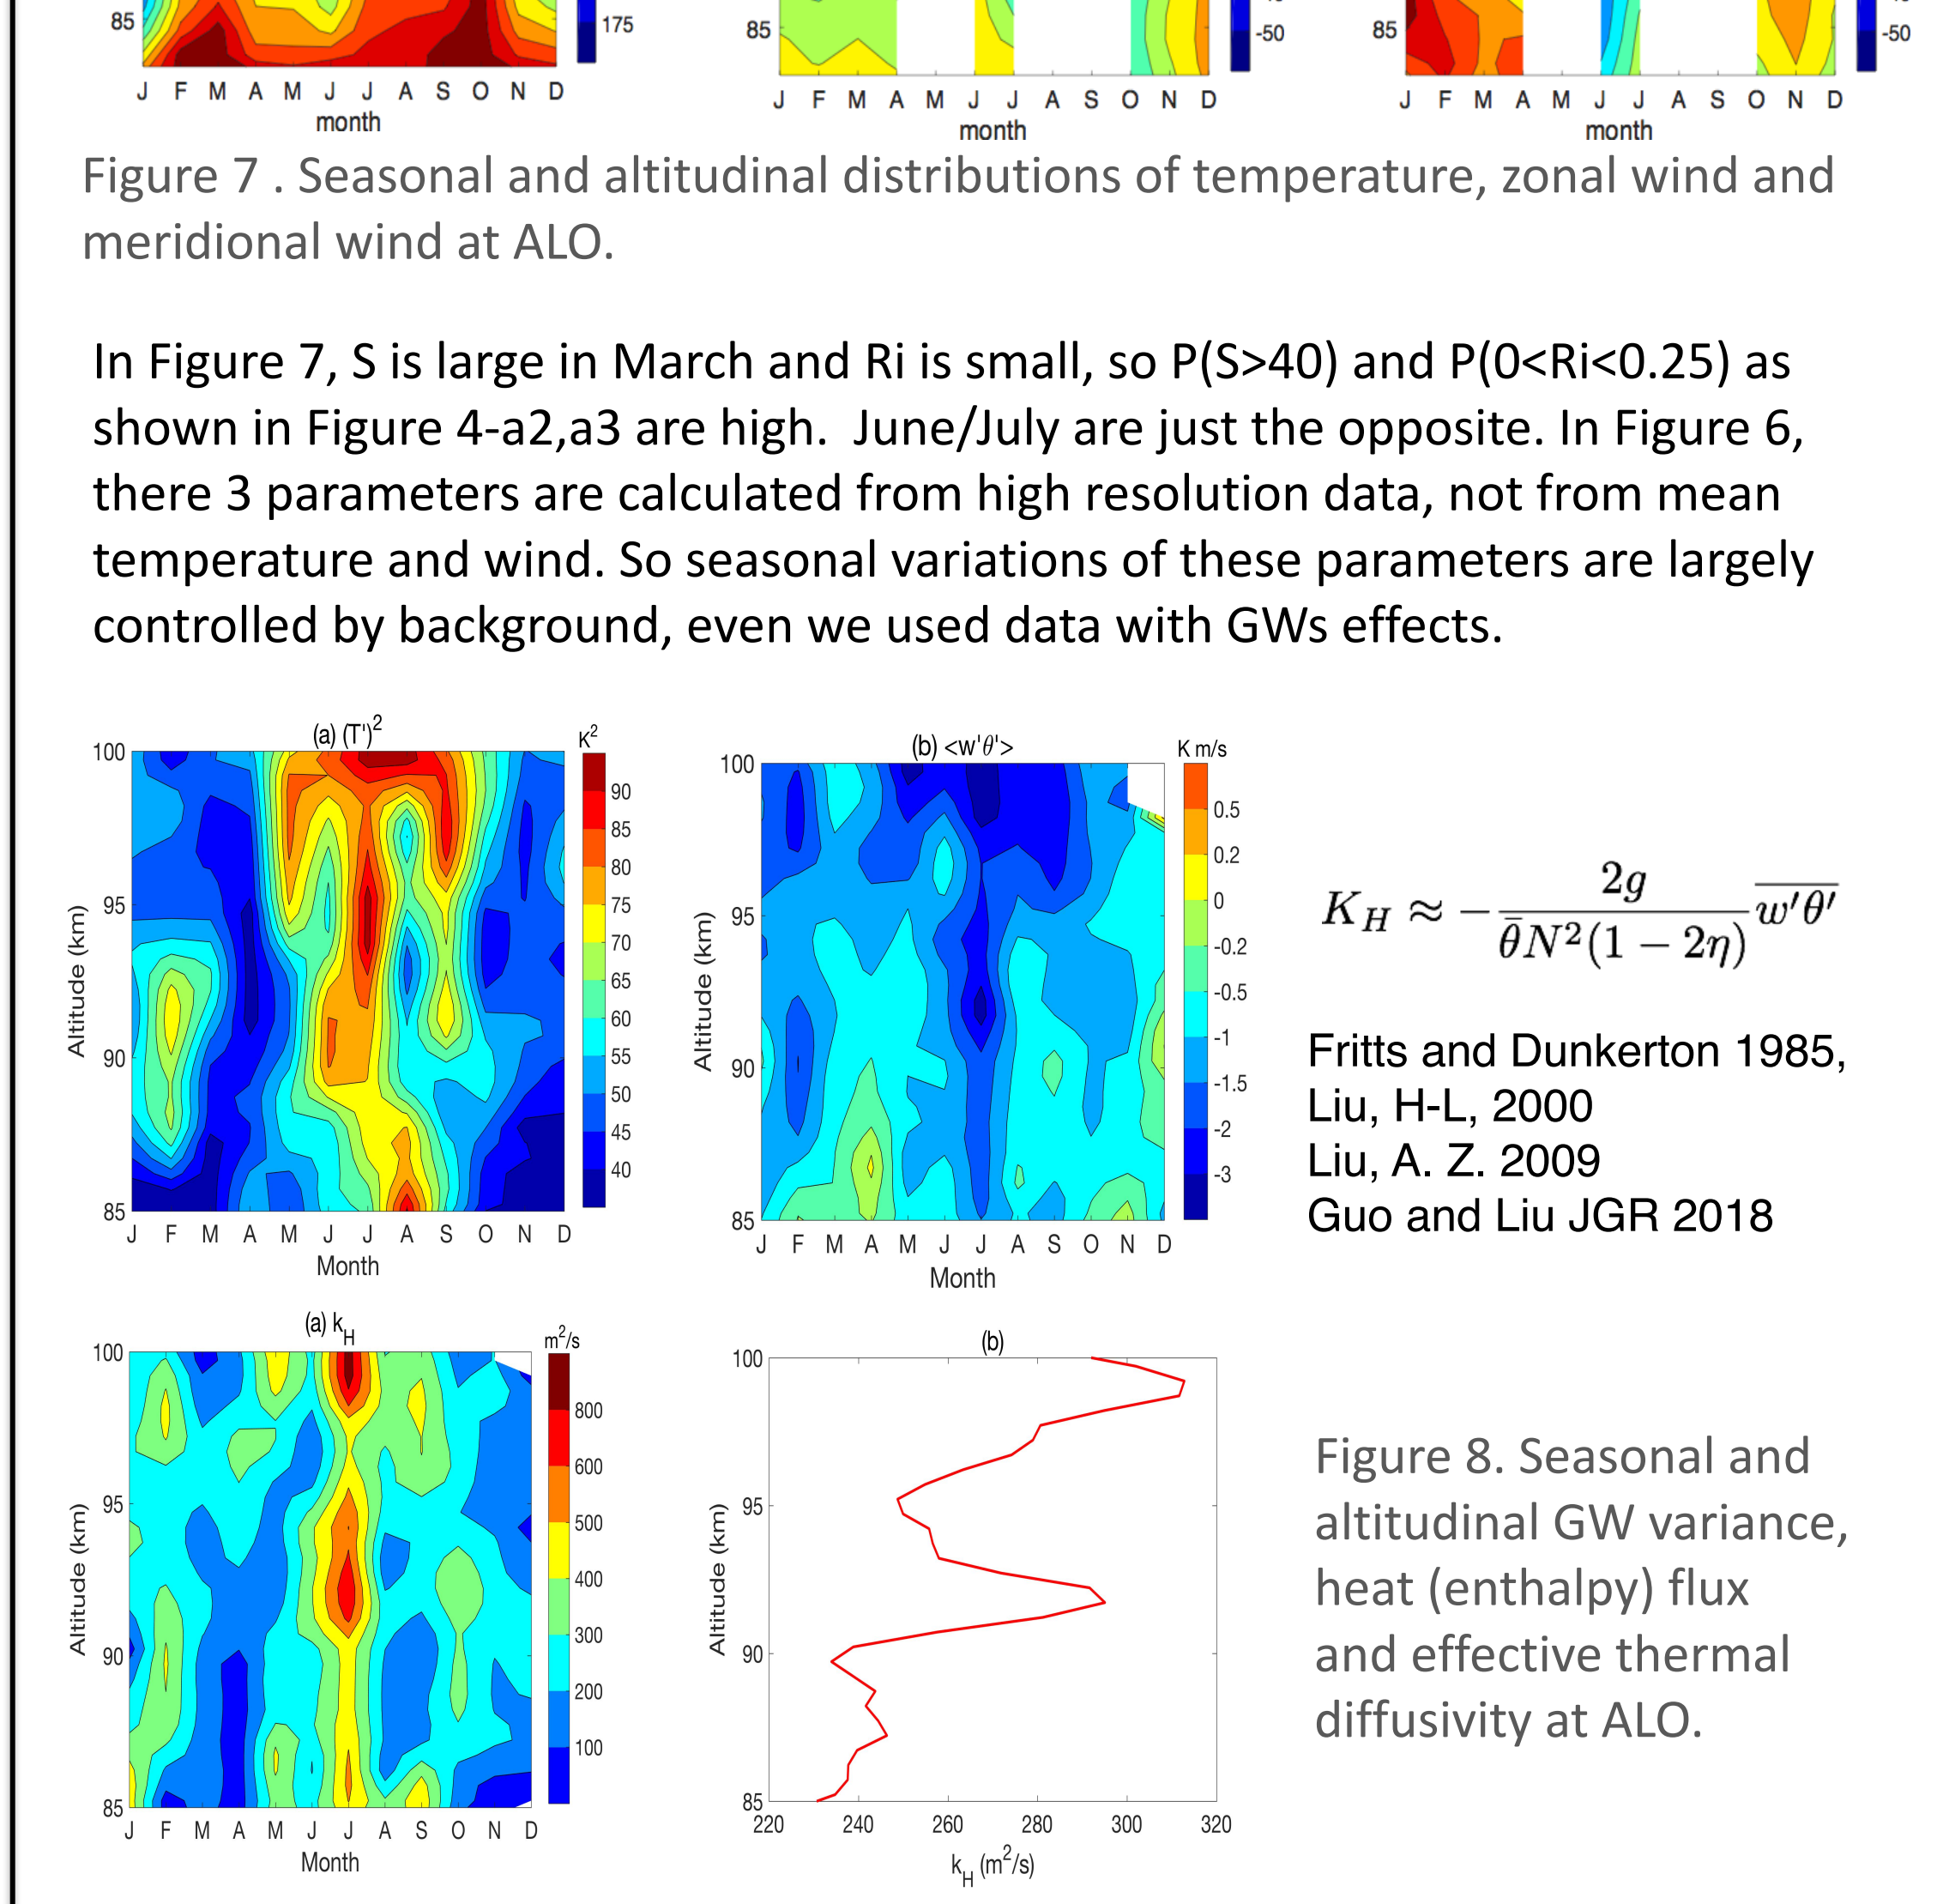 85
175
J F M A M J J A S O N D
month
85
-50
J F M A M J J A S O N D
month
85
-50
J F M A M J J A S O N D
month
Figure 7 . Seasonal and altitudinal distributions of temperature, zonal wind and
meridional wind at ALO.
In Figure 7, S is large in March and Ri is small, so P(S>40) and P(0<Ri<0.25) as
shown in Figure 4-a2,a3 are high.  June/July are just the opposite. In Figure 6,
there 3 parameters are calculated from high resolution data, not from mean
temperature and wind. So seasonal variations of these parameters are largely
controlled by background, even we used data with GWs effects.
(a) (T')²
K²
100
95
90
85
Altitude (km)
J F M A M J J A S O N D
Month
90
85
80
75
70
65
60
55
50
45
40
(b) <w'θ'>
K m/s
100
95
90
85
Altitude (km)
J F M A M J J A S O N D
Month
0.5
0.2
0
-0.2
-0.5
-1
-1.5
-2
-3
K_H ≈ − 2g / (θ̄N²(1 − 2η)) w′θ′
Fritts and Dunkerton 1985,
Liu, H-L, 2000
Liu, A. Z. 2009
Guo and Liu JGR 2018
(a) k_H
m²/s
100
95
90
85
Altitude (km)
J F M A M J J A S O N D
Month
800
600
500
400
300
200
100
(b)
100
95
90
85
Altitude (km)
220 240 260 280 300 320
k_H (m²/s)
Figure 8. Seasonal and
altitudinal GW variance,
heat (enthalpy) flux
and effective thermal
diffusivity at ALO.